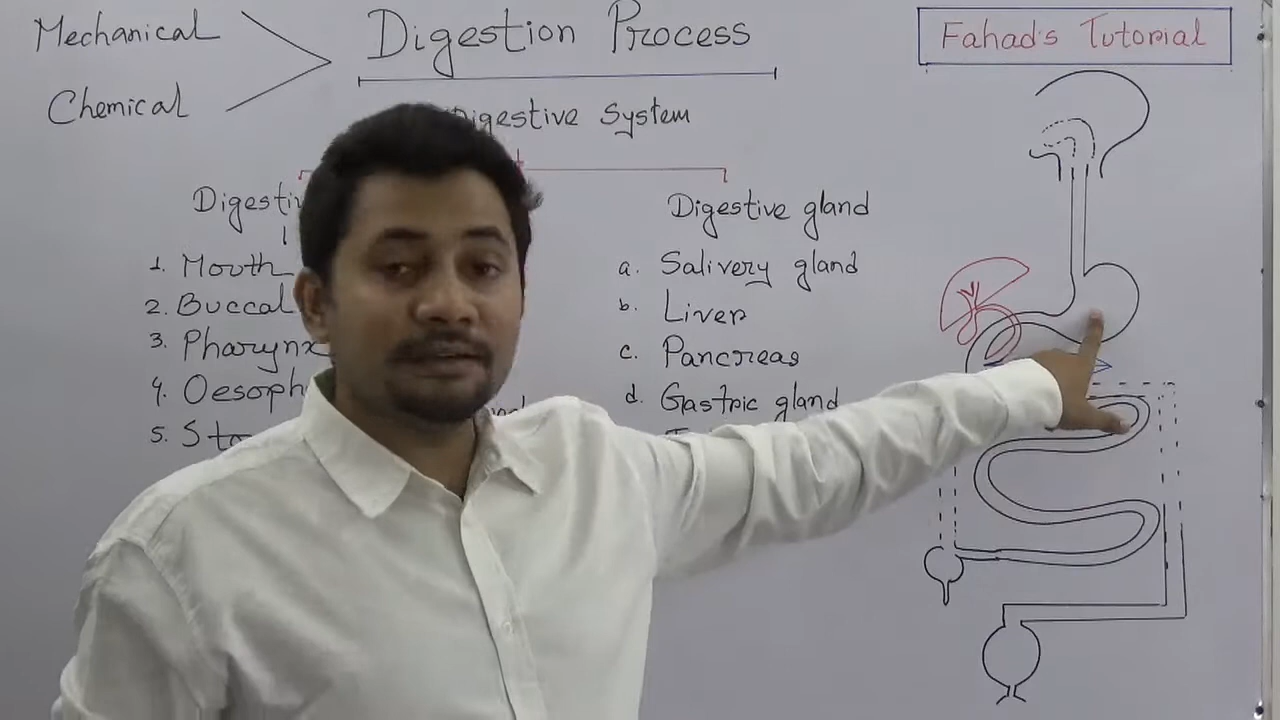 Mechanical
Chemical
Digestion Process
Fahad's Tutorial
Digestive System
Digestive gland
1. Mouth
2. Buccal
3. Pharynx
4.
5.
a. Salivery gland
b. Liver
c. Pancreas
d. Gastric gland